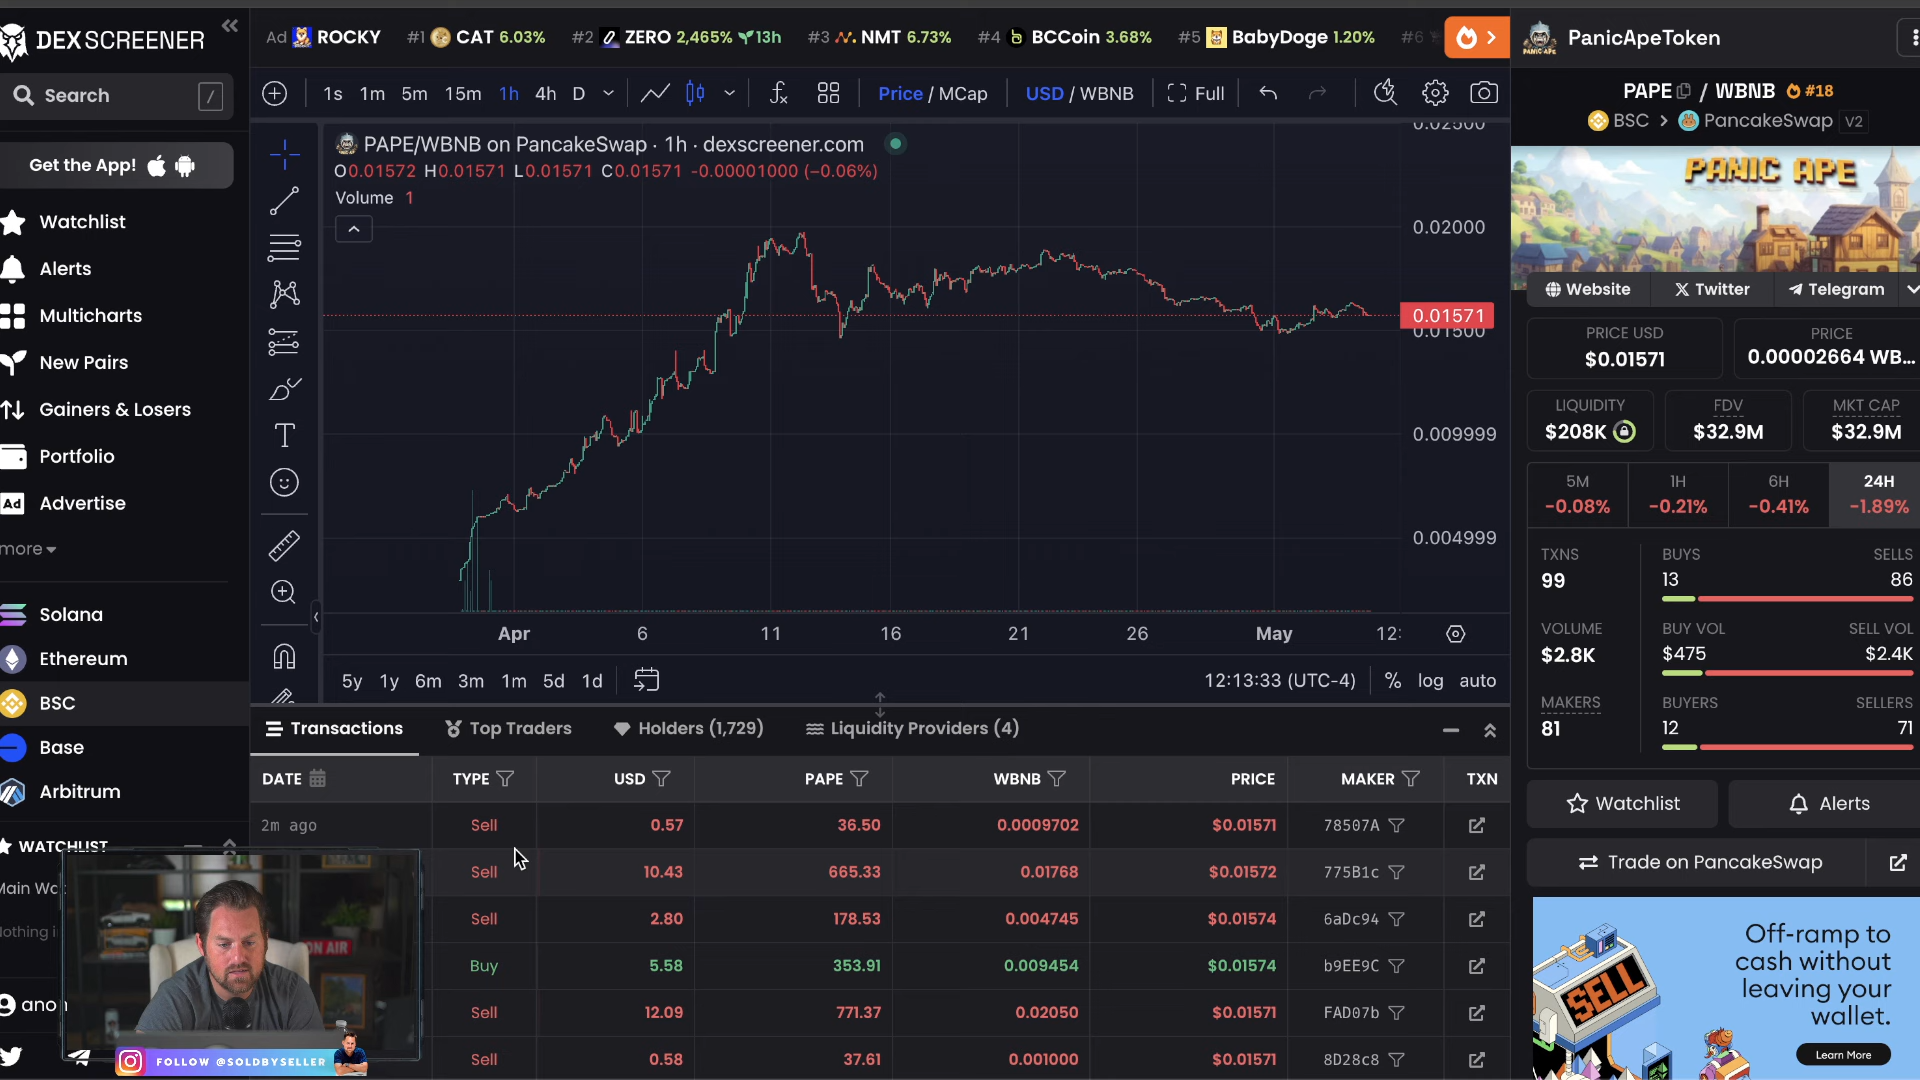 DEX SCREENER
Search /
Get the App!
Watchlist
Alerts
Multicharts
New Pairs
Gainers & Losers
Portfolio
Ad Advertise
more
Solana
Ethereum
BSC
Base
Arbitrum
WATCHLIST
Nothing i
anon
Ad ROCKY #1 CAT 6.03% #2 ZERO 2,465% 13h #3 NMT 6.73% #4 BCCoin 3.68% #5 BabyDoge 1.20% #6
1s 1m 5m 15m 1h 4h D Price / MCap USD / WBNB Full
PAPE/WBNB on PancakeSwap · 1h · dexscreener.com
O0.01572 H0.01571 L0.01571 C0.01571 -0.00001000 (−0.06%)
Volume 1
0.02500
0.02000
0.01571
0.01500
0.009999
0.004999
Apr 6 11 16 21 26 May 12:
5y 1y 6m 3m 1m 5d 1d 12:13:33 (UTC-4) % log auto
Transactions Top Traders Holders (1,729) Liquidity Providers (4)
DATE TYPE USD PAPE WBNB PRICE MAKER TXN
2m ago Sell 0.57 36.50 0.0009702 $0.01571 78507A
Sell 10.43 665.33 0.01768 $0.01572 775B1c
Sell 2.80 178.53 0.004745 $0.01574 6aDc94
Buy 5.58 353.91 0.009454 $0.01574 b9EE9C
Sell 12.09 771.37 0.02050 $0.01571 FAD07b
Sell 0.58 37.61 0.001000 $0.01571 8D28c8
ON AIR
FOLLOW @SOLDBYSELLER
PANIC APE
PanicApeToken
PAPE / WBNB #18
BSC > PancakeSwap V2
PANIC APE
Website Twitter Telegram
PRICE USD PRICE
$0.01571 0.00002664 WB...
LIQUIDITY FDV MKT CAP
$208K $32.9M $32.9M
5M 1H 6H 24H
-0.08% -0.21% -0.41% -1.89%
TXNS BUYS SELLS
99 13 86
VOLUME BUY VOL SELL VOL
$2.8K $475 $2.4K
MAKERS BUYERS SELLERS
81 12 71
Watchlist Alerts
Trade on PancakeSwap
SELL
Off-ramp to
cash without
leaving your
wallet.
Learn More